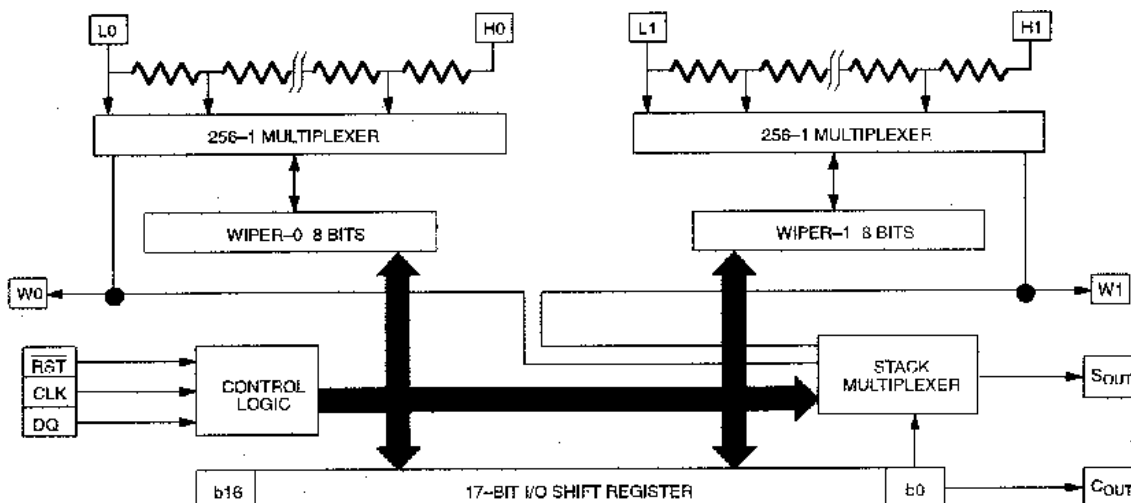 L0
H0
L1
H1
256–1 MULTIPLEXER
256–1 MULTIPLEXER
WIPER–0 8 BITS
WIPER–1 8 BITS
W0
W1
RST
CLK
DQ
CONTROL
LOGIC
STACK
MULTIPLEXER
SOUT
b16
17–BIT I/O SHIFT REGISTER
b0
COUT